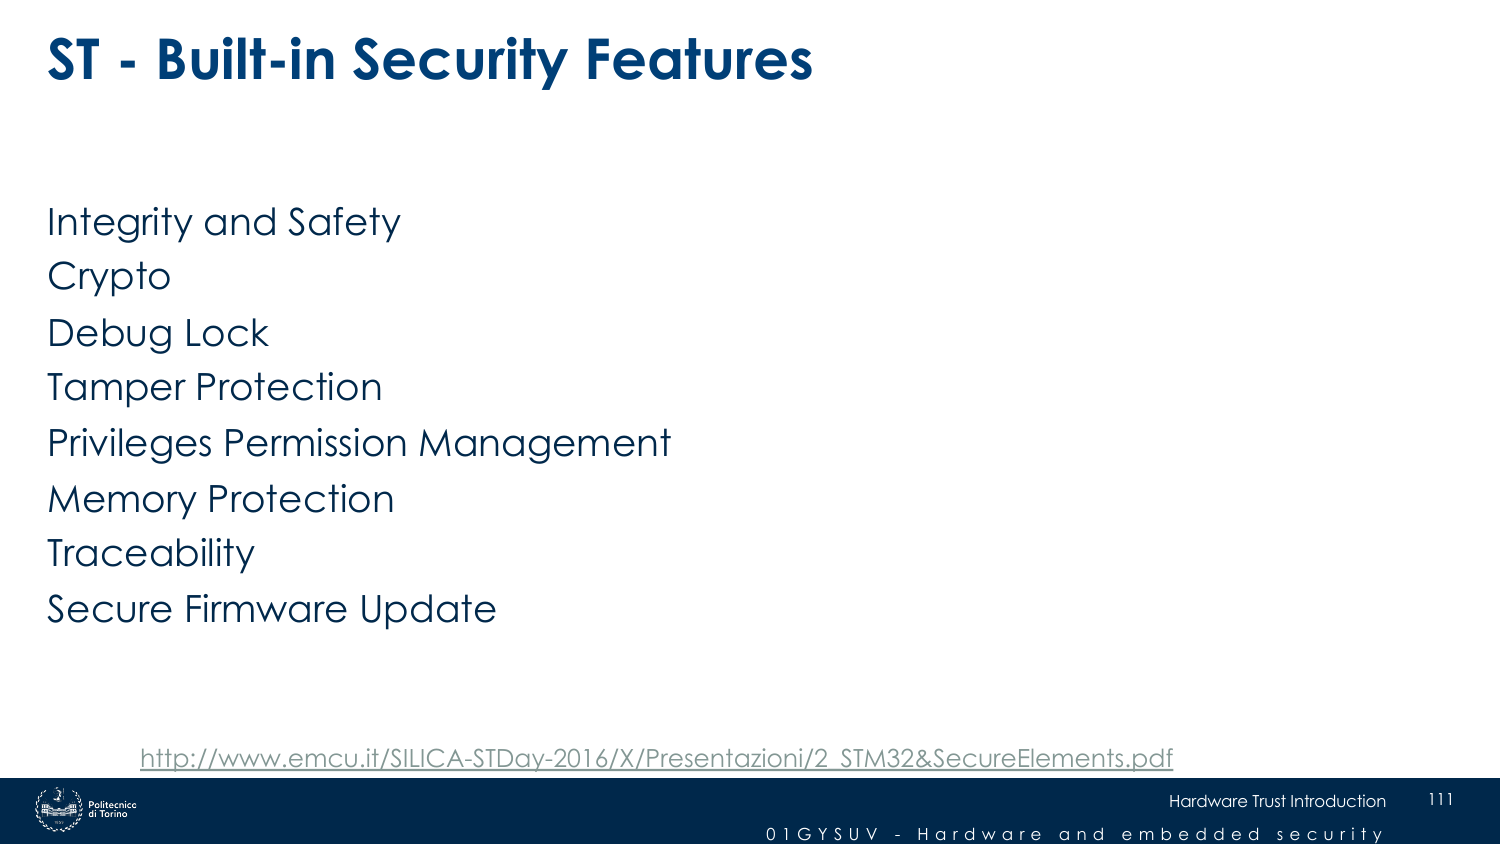 ST - Built-in Security Features
Integrity and Safety
Crypto
Debug Lock
Tamper Protection
Privileges Permission Management
Memory Protection
Traceability
Secure Firmware Update
http://www.emcu.it/SILICA-STDay-2016/X/Presentazioni/2_STM32&SecureElements.pdf
Politecnico
di Torino
Hardware Trust Introduction
111
01GYSUV - Hardware and embedded security